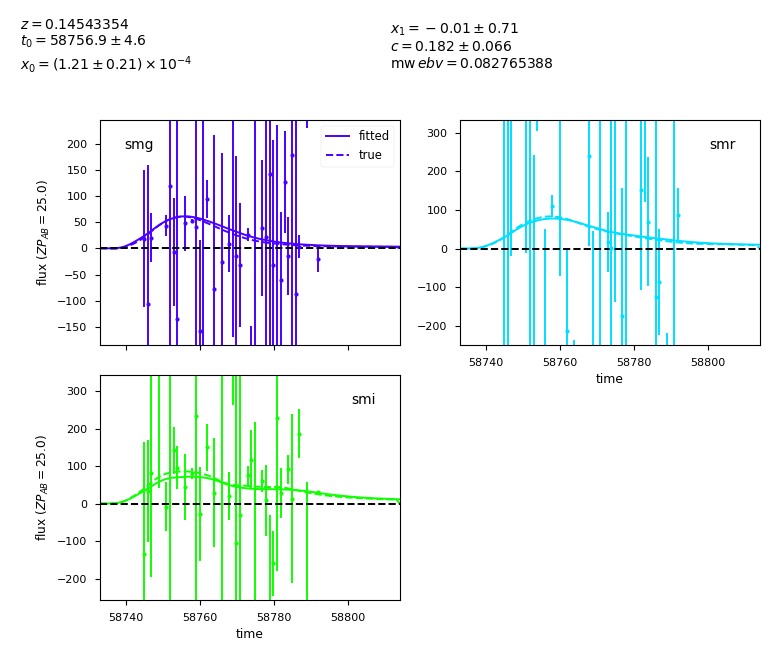 z = 0.14543354
t₀ = 58756.9 ± 4.6
x₀ = (1.21 ± 0.21) × 10⁻⁴
x₁ = −0.01 ± 0.71
c = 0.182 ± 0.066
mw ebv = 0.082765388
smg
fitted
true
flux (ZP_AB = 25.0)
200
150
100
50
0
−50
−100
−150
smr
300
200
100
0
−100
−200
58740 58760 58780 58800
time
smi
flux (ZP_AB = 25.0)
300
200
100
0
−100
−200
58740 58760 58780 58800
time